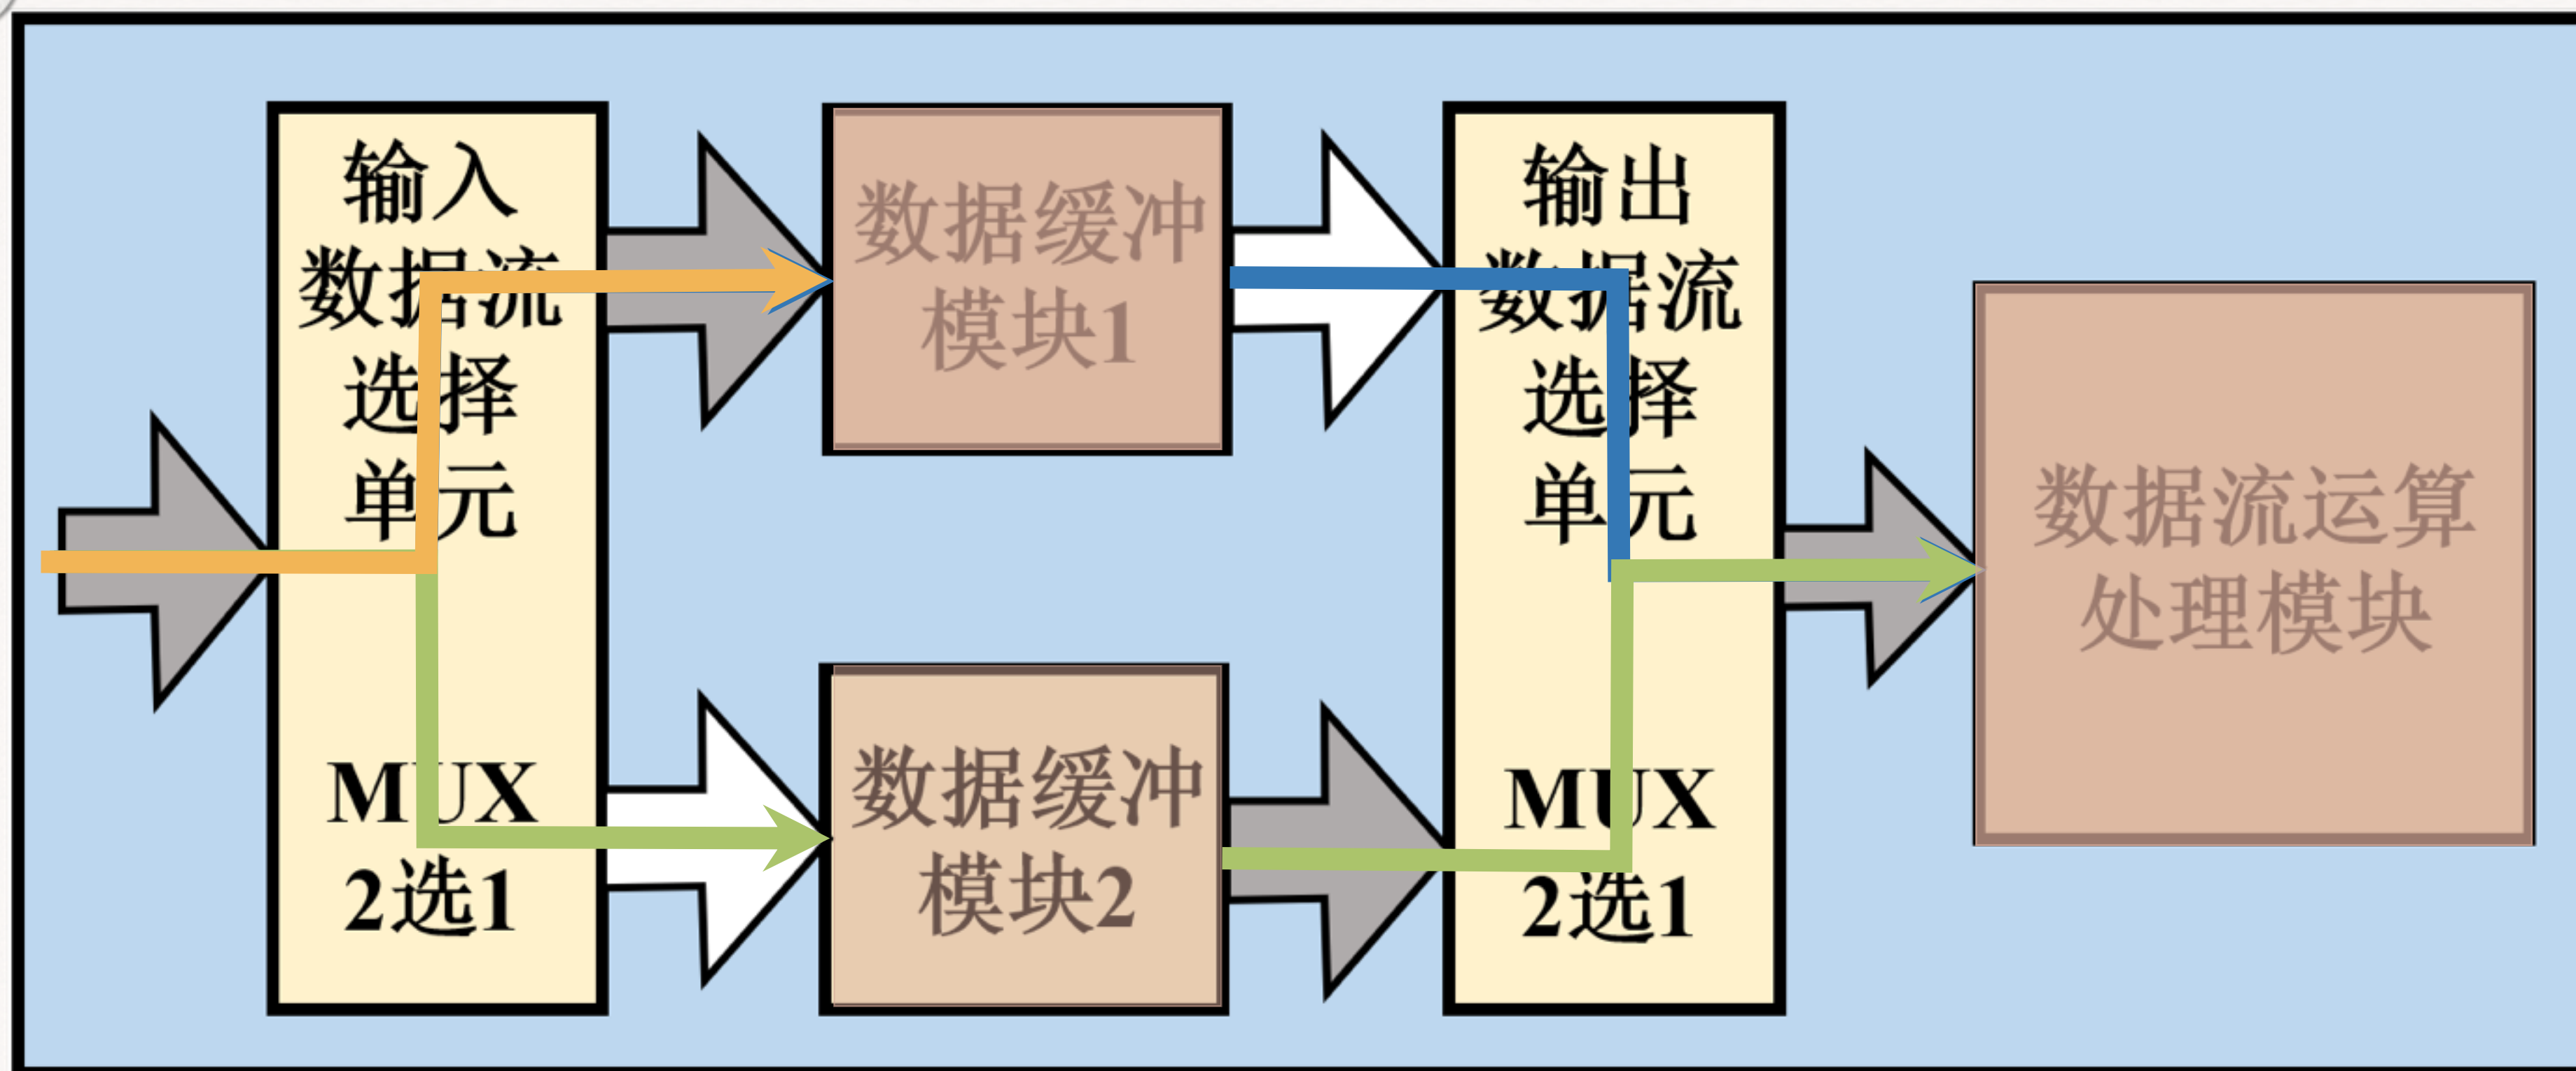 输入
数据流
选择
单元
MUX
2选1
数据缓冲
模块1
数据缓冲
模块2
输出
数据流
选择
单元
MUX
2选1
数据流运算
处理模块